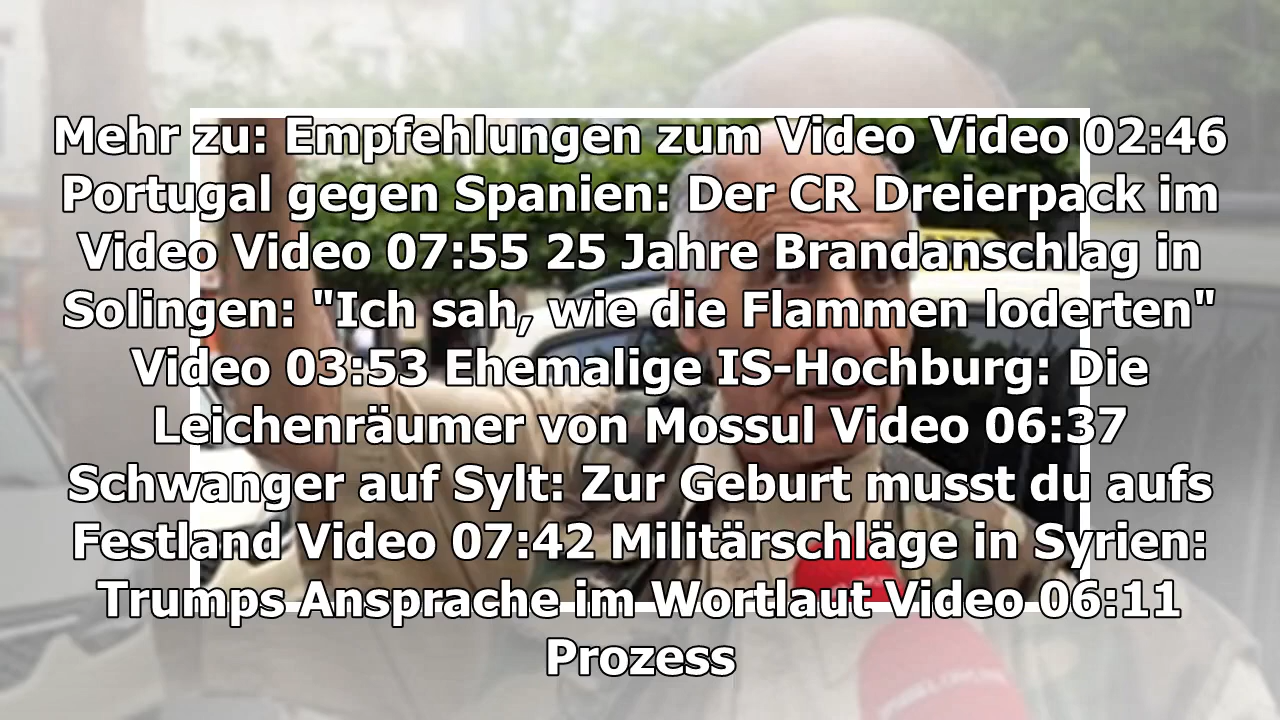 Mehr zu: Empfehlungen zum Video Video 02:46
Portugal gegen Spanien: Der CR Dreierpack im
Video Video 07:55 25 Jahre Brandanschlag in
Solingen: "Ich sah, wie die Flammen loderten"
Video 03:53 Ehemalige IS-Hochburg: Die
Leichenräumer von Mossul Video 06:37
Schwanger auf Sylt: Zur Geburt musst du aufs
Festland Video 07:42 Militärschläge in Syrien:
Trumps Ansprache im Wortlaut Video 06:11
Prozess